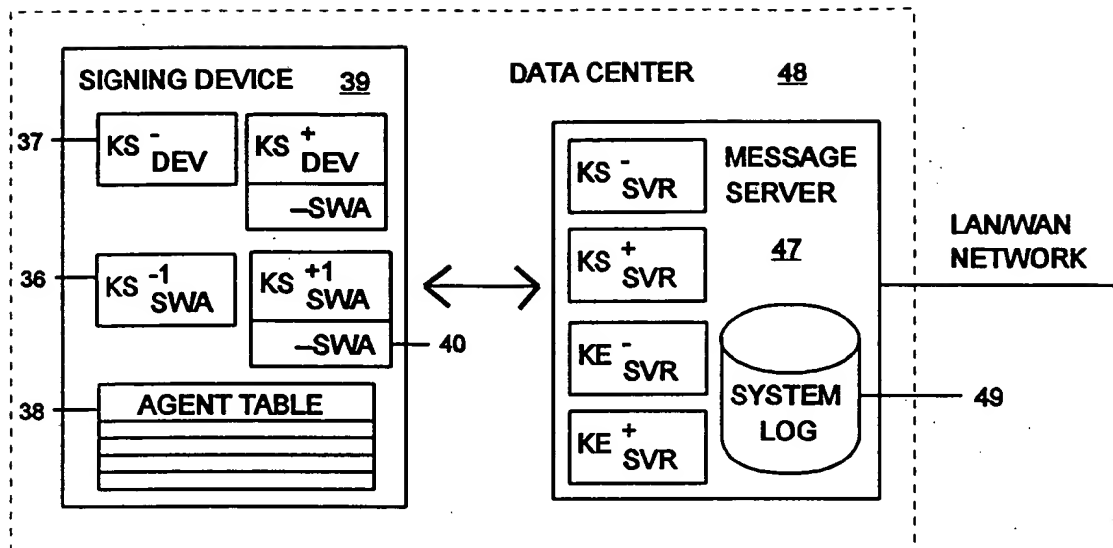 SIGNING DEVICE 39
37
KS - DEV
KS + DEV
–SWA
36
KS -1 SWA
KS +1 SWA
–SWA
40
38
AGENT TABLE
DATA CENTER 48
KS - SVR
KS + SVR
KE - SVR
KE + SVR
MESSAGE
SERVER
47
SYSTEM
LOG
49
LAN/WAN
NETWORK